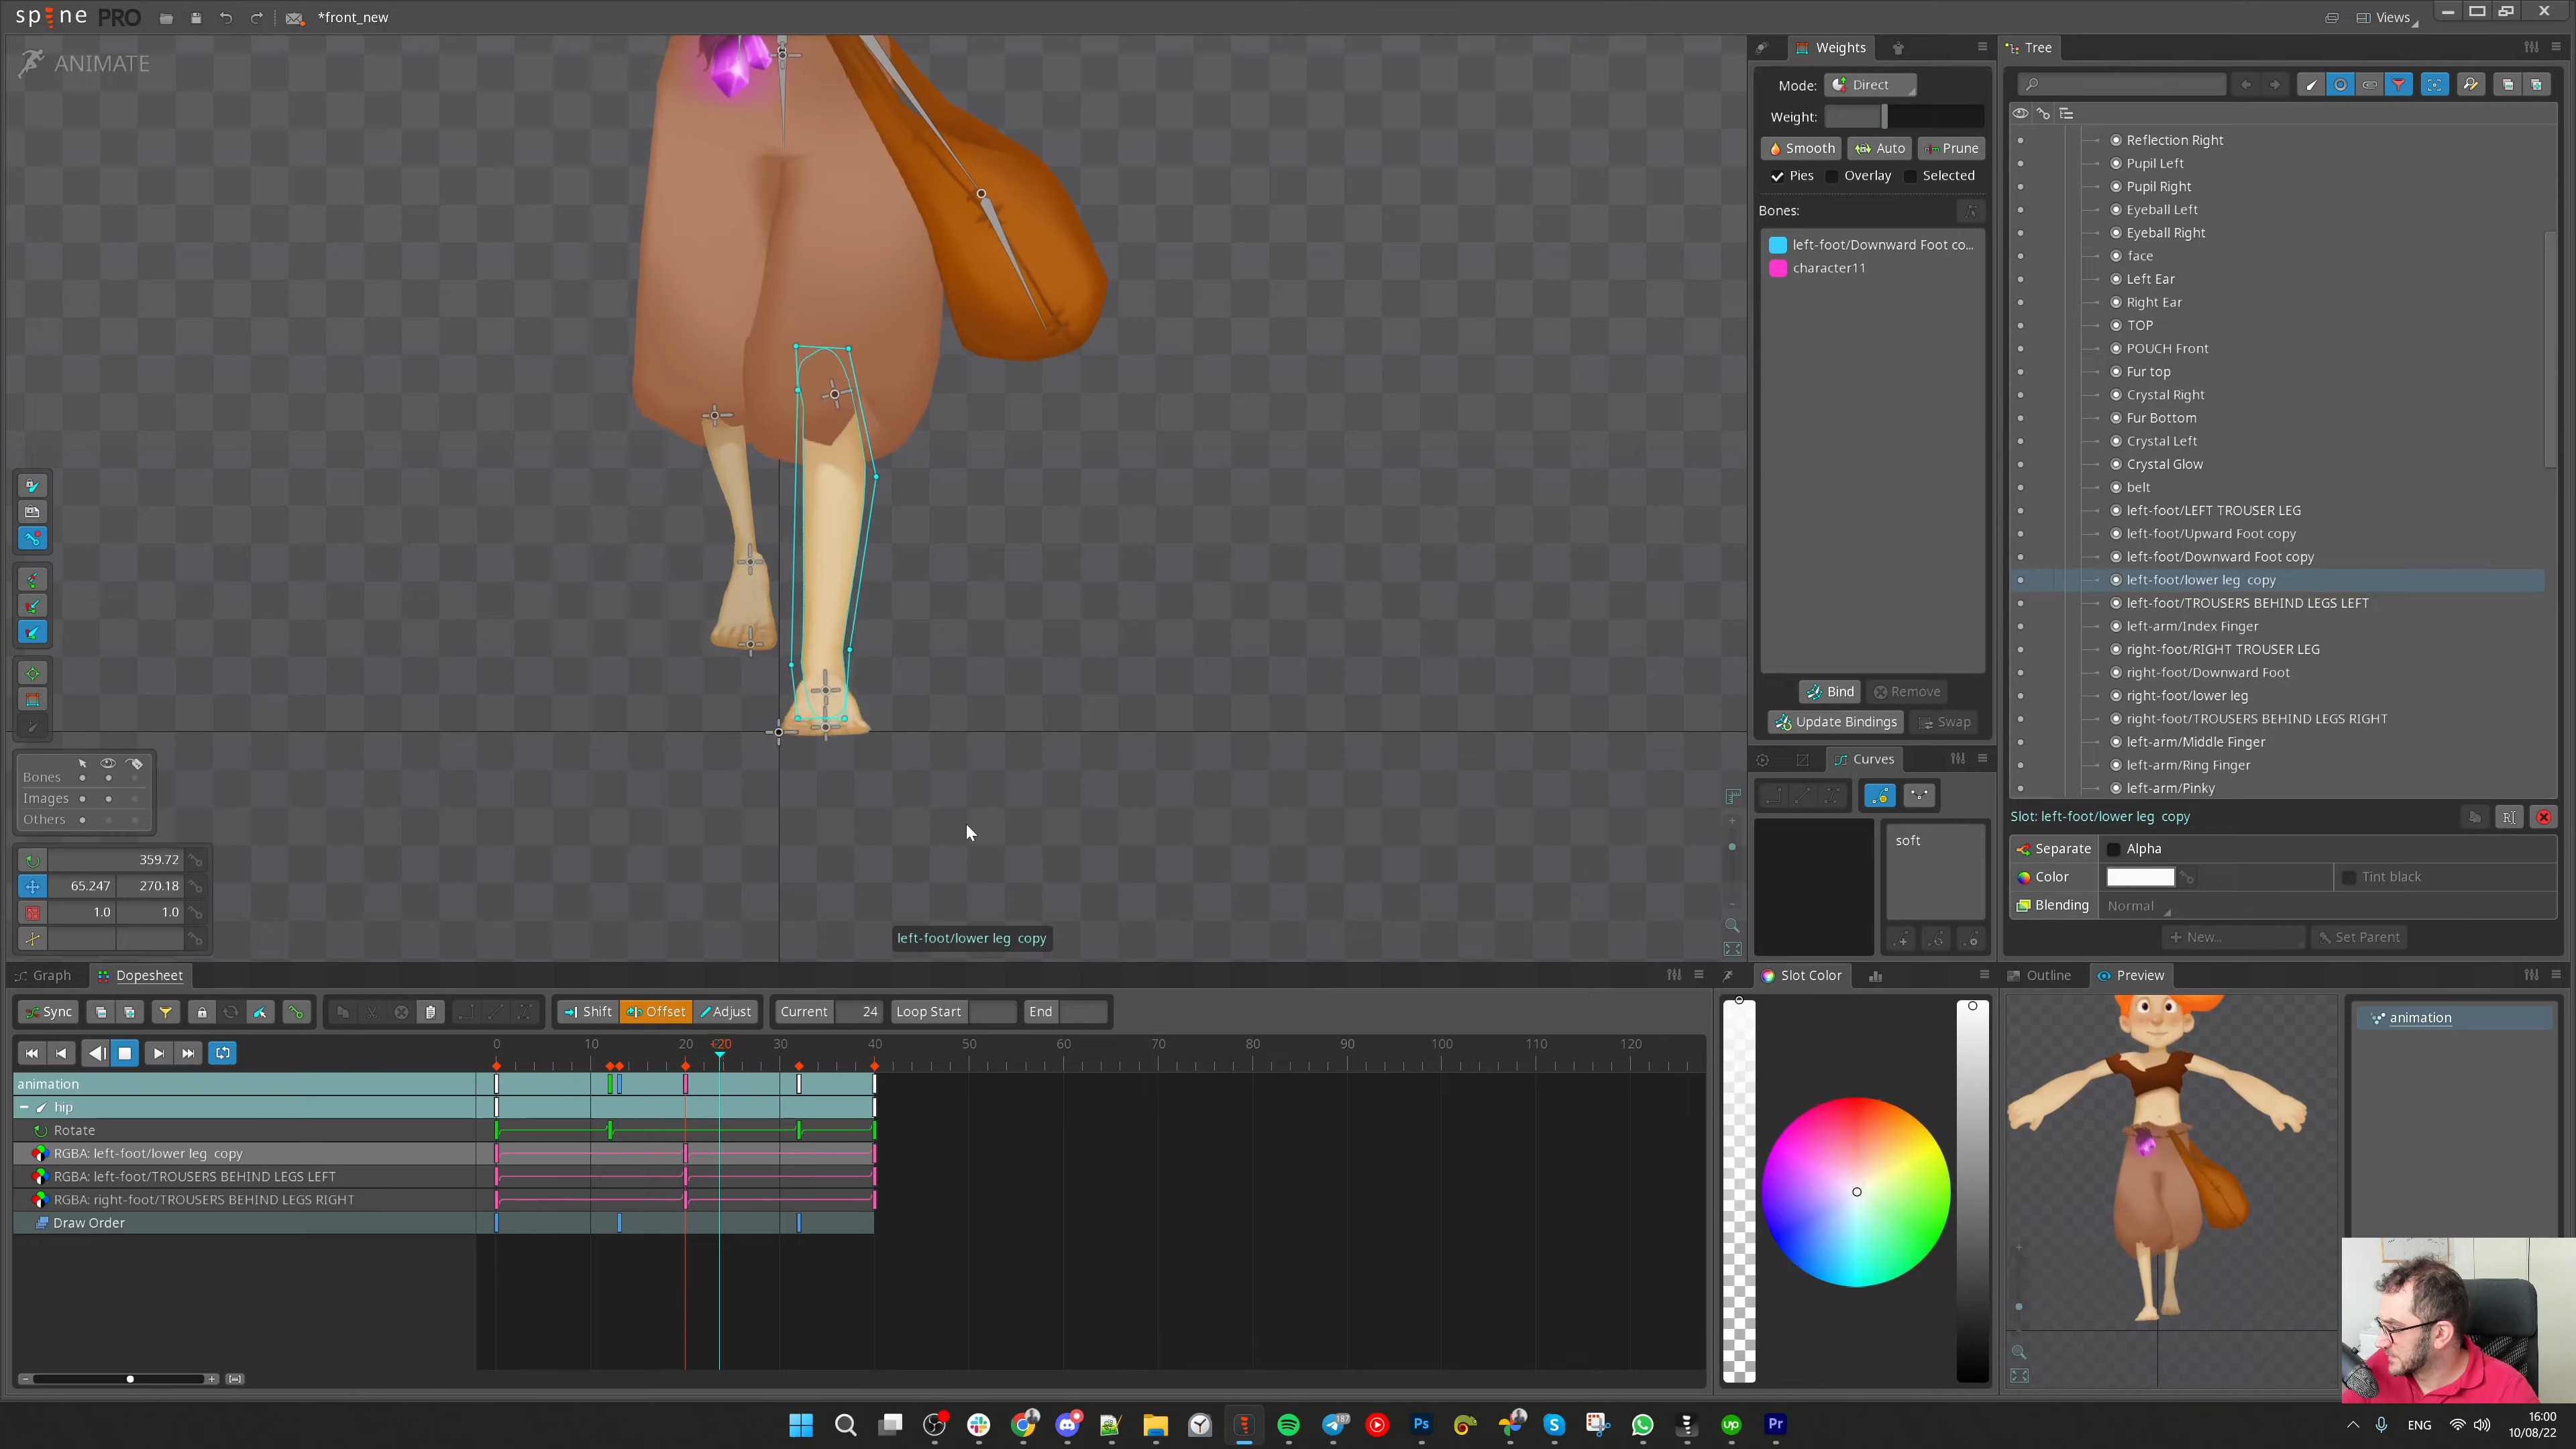 spine PRO
*front_new
Views
ANIMATE
Weights
Tree
Mode:
Direct
Weight:
Smooth
Auto
Prune
Pies
Overlay
Selected
Bones:
left-foot/Downward Foot co...
character11
Bind
Remove
Update Bindings
Swap
Curves
soft
Reflection Right
Pupil Left
Pupil Right
Eyeball Left
Eyeball Right
face
Left Ear
Right Ear
TOP
POUCH Front
Fur top
Crystal Right
Fur Bottom
Crystal Left
Crystal Glow
belt
left-foot/LEFT TROUSER LEG
left-foot/Upward Foot copy
left-foot/Downward Foot copy
left-foot/lower leg  copy
left-foot/TROUSERS BEHIND LEGS LEFT
left-arm/Index Finger
right-foot/RIGHT TROUSER LEG
right-foot/Downward Foot
right-foot/lower leg
right-foot/TROUSERS BEHIND LEGS RIGHT
left-arm/Middle Finger
left-arm/Ring Finger
left-arm/Pinky
Slot: left-foot/lower leg  copy
Separate
Alpha
Color
Tint black
Blending
Normal
New...
Set Parent
Bones
Images
Others
359.72
65.247
270.18
1.0
1.0
left-foot/lower leg  copy
Graph
Dopesheet
Sync
Shift
Offset
Adjust
Current
24
Loop Start
End
0
10
20
+20
30
40
50
60
70
80
90
100
110
120
animation
hip
Rotate
RGBA: left-foot/lower leg  copy
RGBA: left-foot/TROUSERS BEHIND LEGS LEFT
RGBA: right-foot/TROUSERS BEHIND LEGS RIGHT
Draw Order
Slot Color
Outline
Preview
animation
187
Ps
up
Pr
ENG
16:00
10/08/22